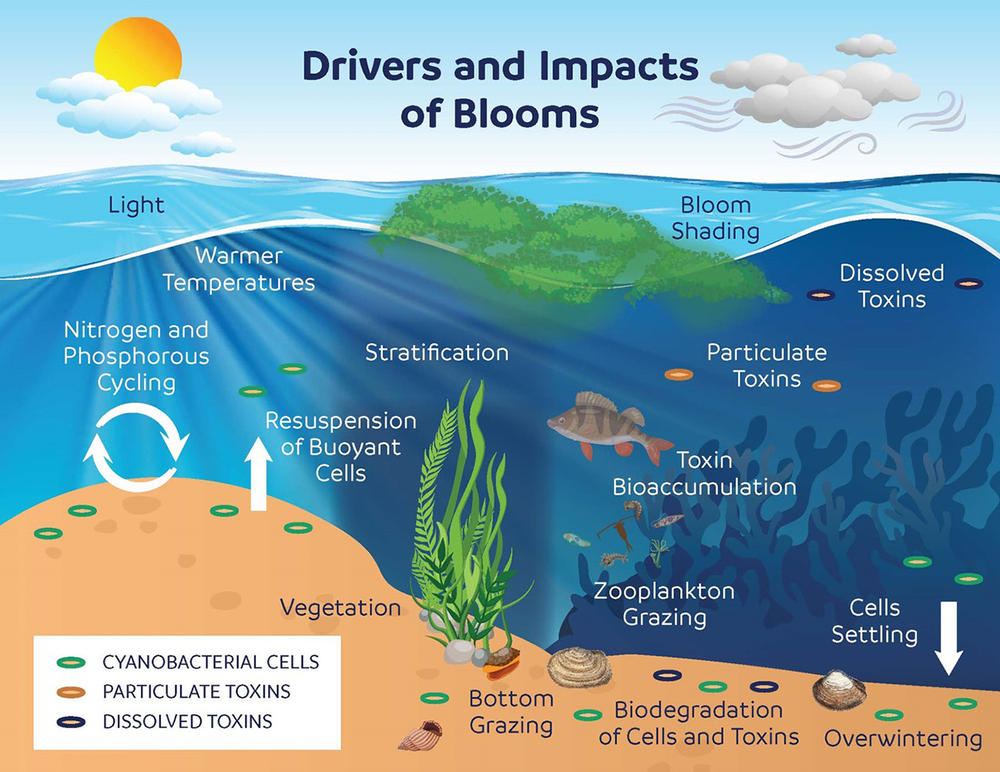 Drivers and Impacts
of Blooms
Light
Bloom
Shading
Warmer
Temperatures
Dissolved
Toxins
Nitrogen and
Phosphorous
Cycling
Stratification
Particulate
Toxins
Resuspension
of Buoyant
Cells
Toxin
Bioaccumulation
Vegetation
Zooplankton
Grazing
Cells
Settling
CYANOBACTERIAL CELLS
PARTICULATE TOXINS
DISSOLVED TOXINS
Bottom
Grazing
Biodegradation
of Cells and Toxins
Overwintering